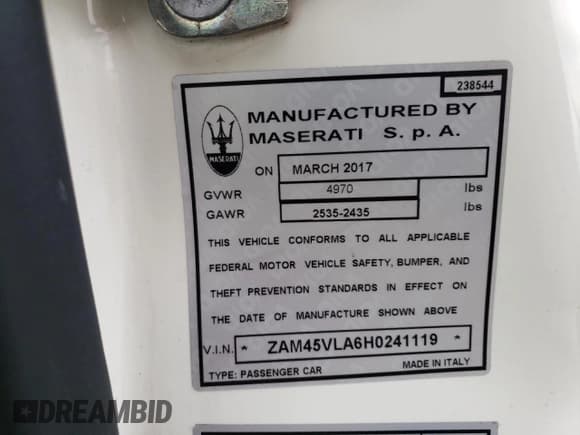 238544
MANUFACTURED BY
MASERATI S. p. A.
MASERATI
ON MARCH 2017
GVWR 4970 lbs
GAWR 2535-2435 lbs
THIS VEHICLE CONFORMS TO ALL APPLICABLE
FEDERAL MOTOR VEHICLE SAFETY, BUMPER, AND
THEFT PREVENTION STANDARDS IN EFFECT ON
THE DATE OF MANUFACTURE SHOWN ABOVE
V.I.N. * ZAM45VLA6H0241119 *
TYPE: PASSENGER CAR MADE IN ITALY
DREAMBID